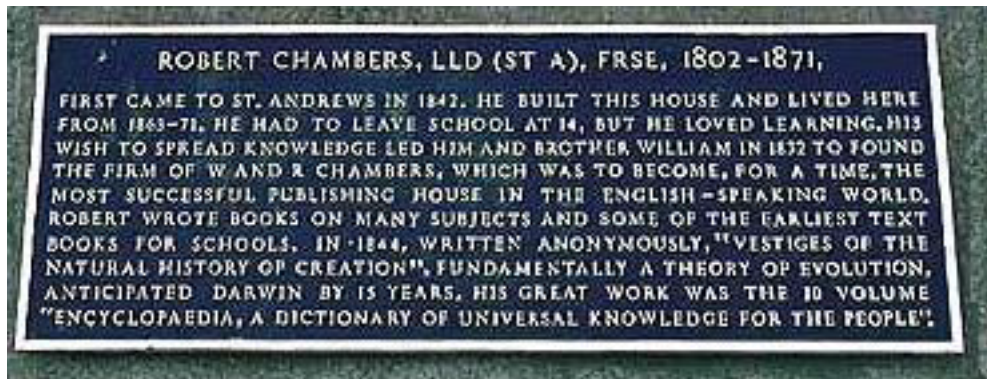 ROBERT CHAMBERS, LLD (ST A), FRSE, 1802-1871,
FIRST CAME TO ST. ANDREWS IN 1842. HE BUILT THIS HOUSE AND LIVED HERE
FROM 1863-71. HE HAD TO LEAVE SCHOOL AT 14, BUT HE LOVED LEARNING. HIS
WISH TO SPREAD KNOWLEDGE LED HIM AND BROTHER WILLIAM IN 1832 TO FOUND
THE FIRM OF W AND R CHAMBERS, WHICH WAS TO BECOME, FOR A TIME, THE
MOST SUCCESSFUL PUBLISHING HOUSE IN THE ENGLISH-SPEAKING WORLD.
ROBERT WROTE BOOKS ON MANY SUBJECTS AND SOME OF THE EARLIEST TEXT
BOOKS FOR SCHOOLS. IN 1844, WRITTEN ANONYMOUSLY, "VESTIGES OF THE
NATURAL HISTORY OF CREATION". FUNDAMENTALLY A THEORY OF EVOLUTION,
ANTICIPATED DARWIN BY 15 YEARS. HIS GREAT WORK WAS THE 10 VOLUME
"ENCYCLOPAEDIA, A DICTIONARY OF UNIVERSAL KNOWLEDGE FOR THE PEOPLE".